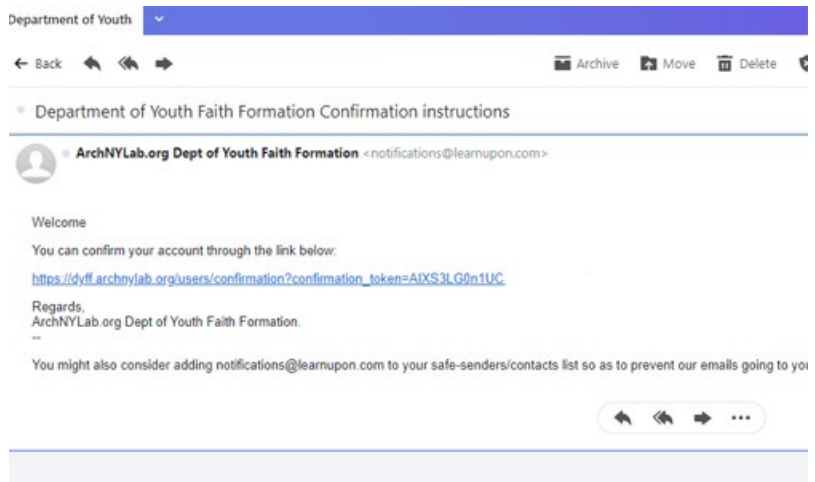 Department of Youth
Back
Archive
Move
Delete
Department of Youth Faith Formation Confirmation instructions
ArchNYLab.org Dept of Youth Faith Formation <notifications@learnupon.com>
Welcome
You can confirm your account through the link below:
https://dyff.archnylab.org/users/confirmation?confirmation_token=AIXS3LG0n1UC
Regards,
ArchNYLab.org Dept of Youth Faith Formation.
--
You might also consider adding notifications@learnupon.com to your safe-senders/contacts list so as to prevent our emails going to you